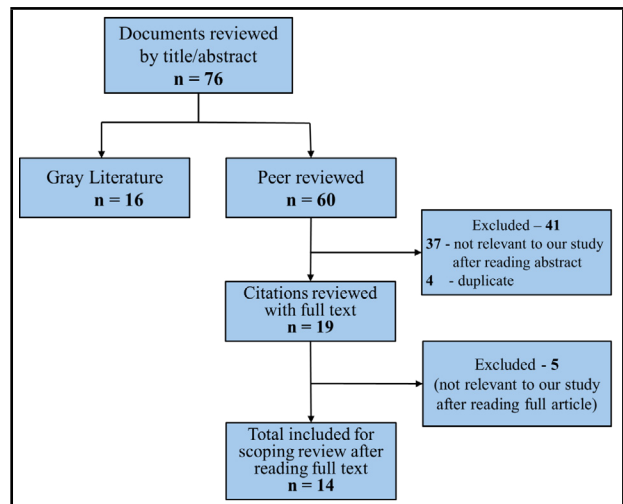 Documents reviewed
by title/abstract
n = 76
Gray Literature
n = 16
Peer reviewed
n = 60
Excluded – 41
37 - not relevant to our study
after reading abstract
4 - duplicate
Citations reviewed
with full text
n = 19
Excluded - 5
(not relevant to our study
after reading full article)
Total included for
scoping review after
reading full text
n = 14